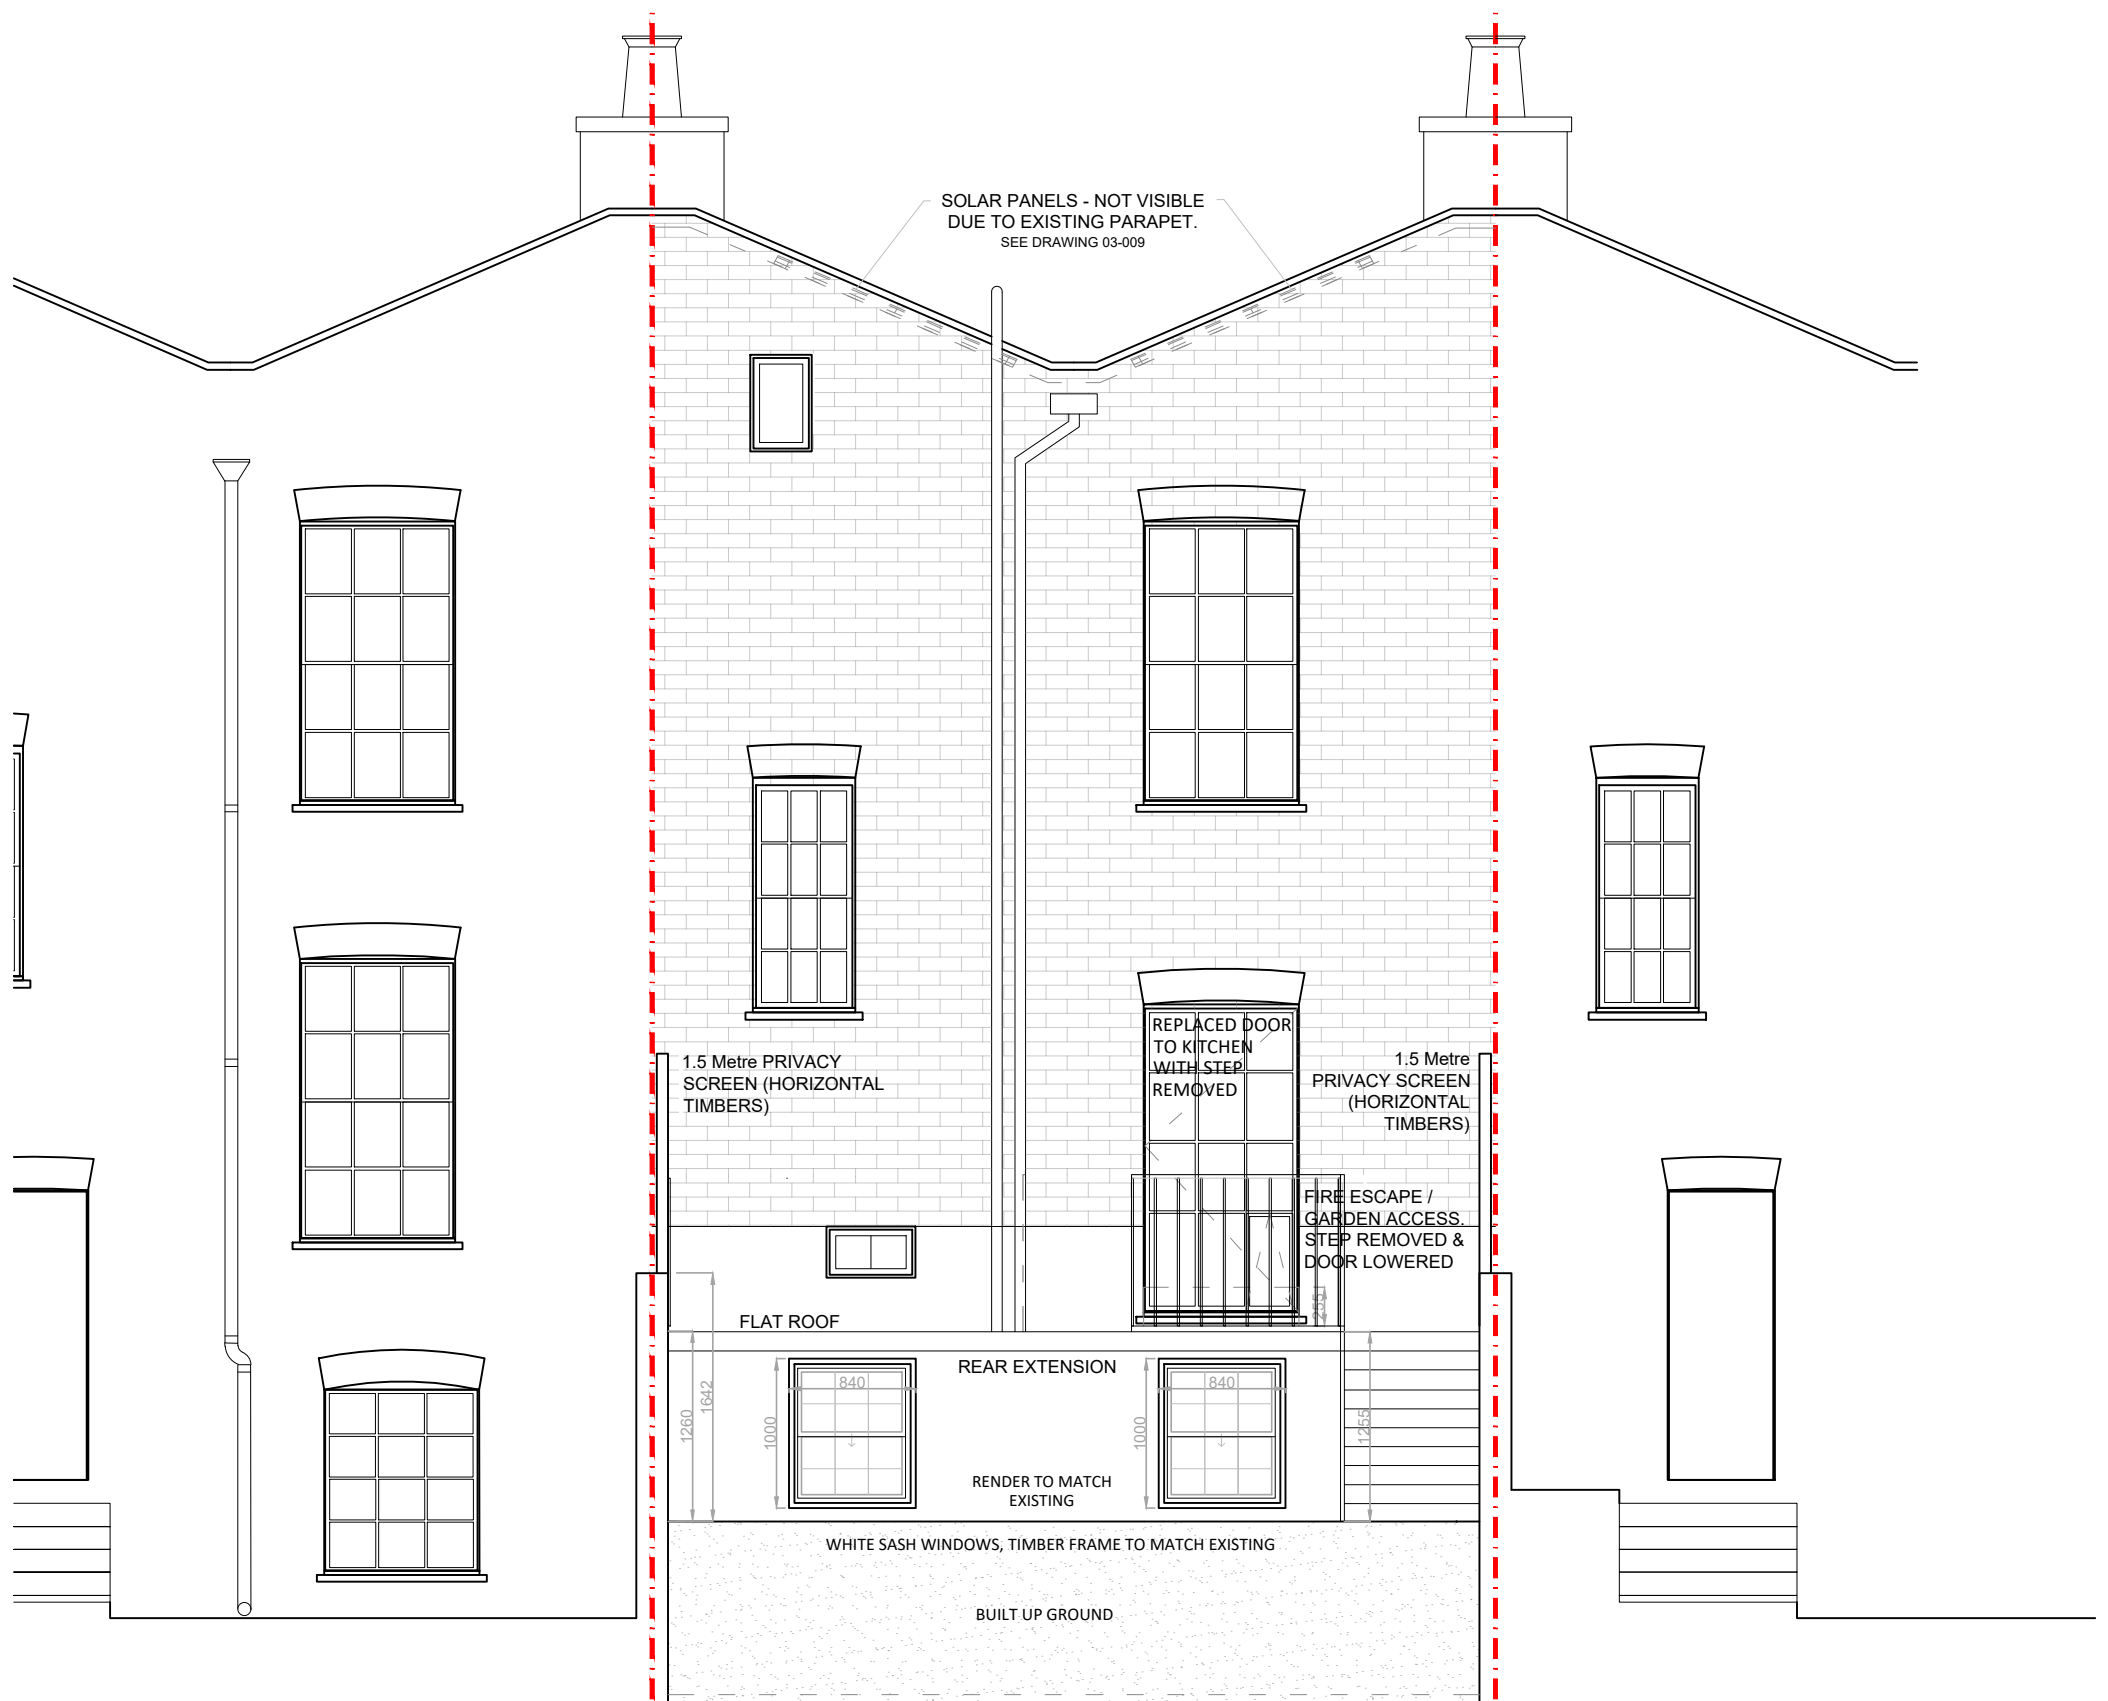 SOLAR PANELS - NOT VISIBLE
DUE TO EXISTING PARAPET.
SEE DRAWING 03-009
REPLACED DOOR
TO KITCHEN
WITH STEP
REMOVED
1.5 Metre PRIVACY
SCREEN (HORIZONTAL
TIMBERS)
1.5 Metre
PRIVACY SCREEN
(HORIZONTAL
TIMBERS)
FIRE ESCAPE /
GARDEN ACCESS.
STEP REMOVED &
DOOR LOWERED
255
FLAT ROOF
REAR EXTENSION
840
840
1642
1260
1000
1000
1255
RENDER TO MATCH
EXISTING
WHITE SASH WINDOWS, TIMBER FRAME TO MATCH EXISTING
BUILT UP GROUND